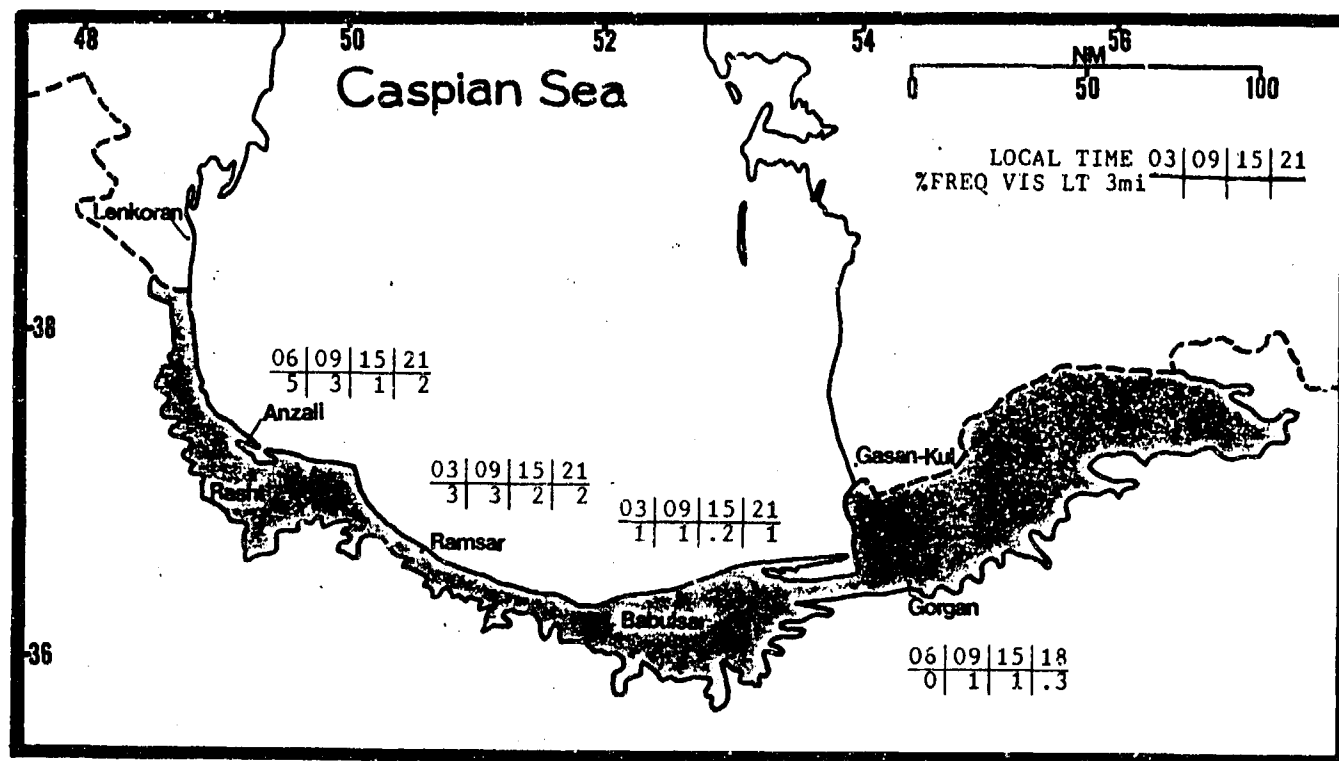 48 50 52 54 56
Caspian Sea
NM
0 50 100
LOCAL TIME 03|09|15|21
%FREQ VIS LT 3mi
Lenkoran
38
06|09|15|21
5|3|1|2
Anzali
Rasht
03|09|15|21
3|3|2|2
Ramsar
03|09|15|21
1|1|.2|1
Babulsar
Gasan-Kul
Gorgan
36
06|09|15|18
0|1|1|.3